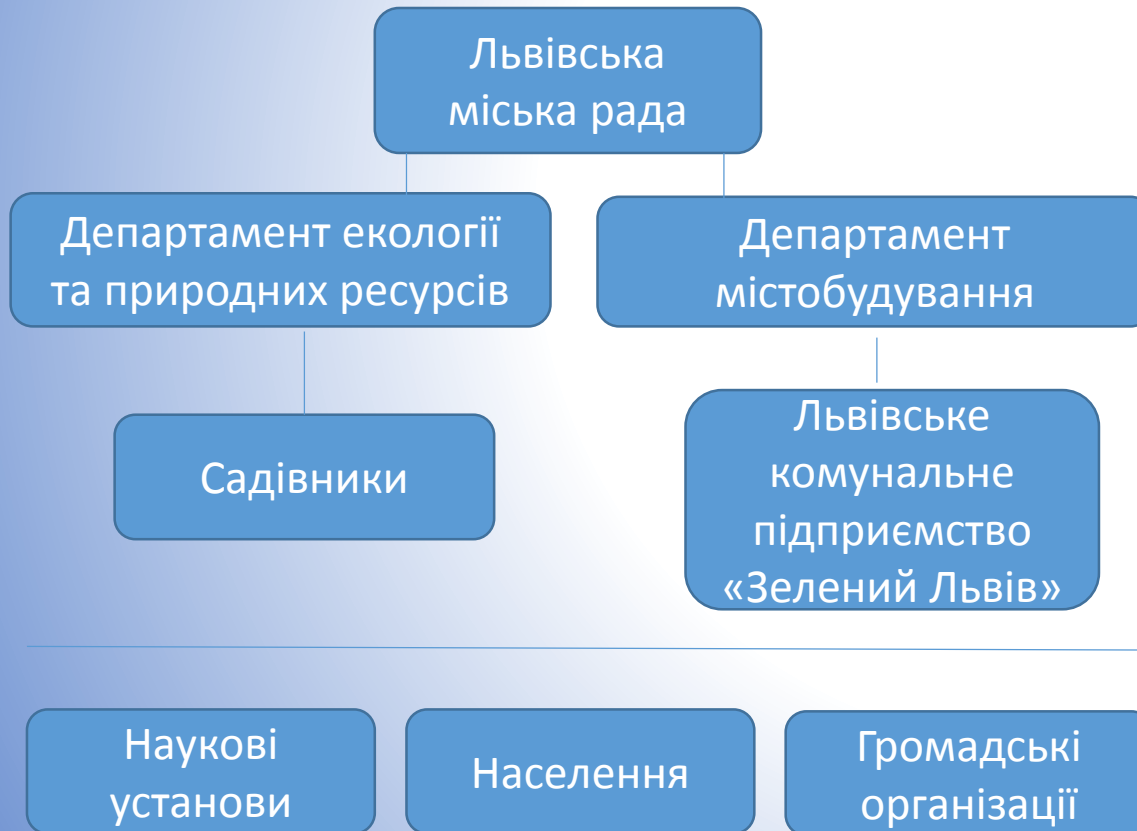 Львівська
міська рада
Департамент екології
та природних ресурсів
Департамент
містобудування
Садівники
Львівське
комунальне
підприємство
«Зелений Львів»
Наукові
установи
Населення
Громадські
організації